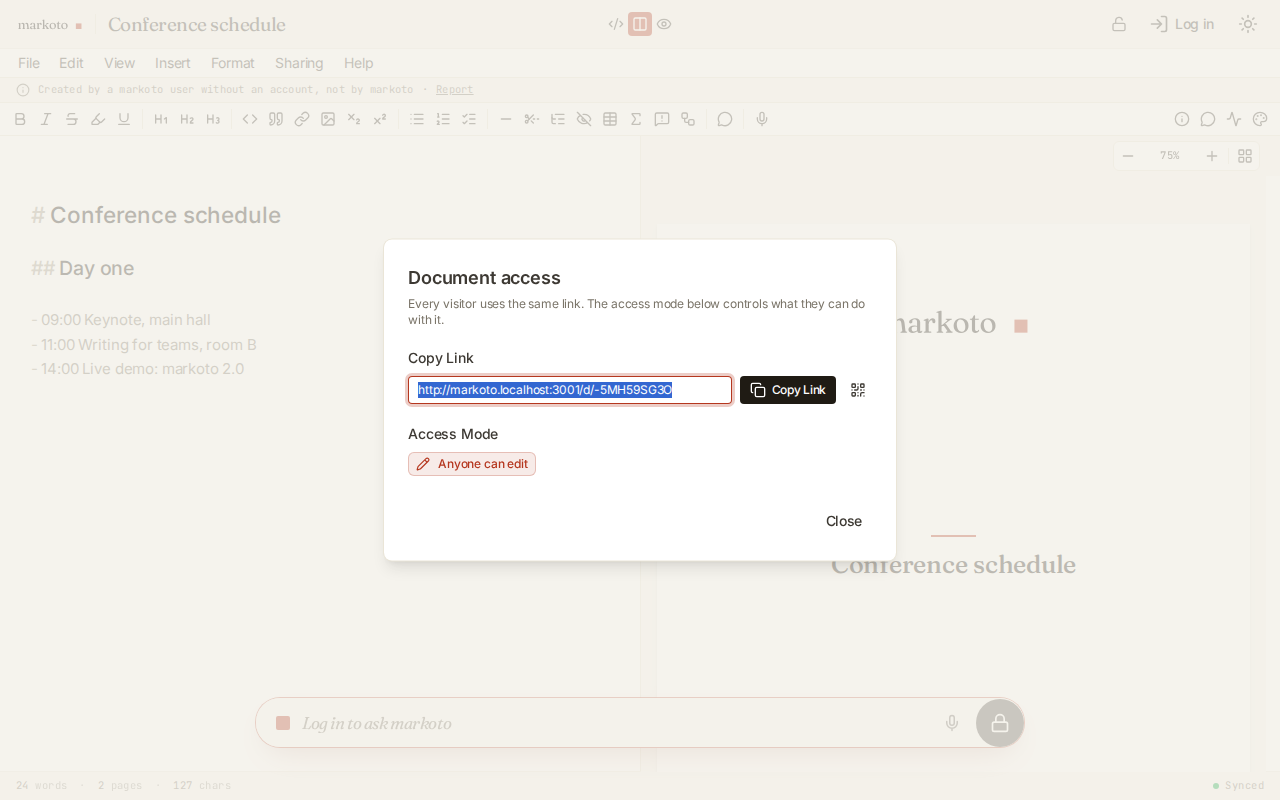 markoto
Conference schedule
Log in
File Edit View Insert Format Sharing Help
Created by a markoto user without an account, not by markoto · Report
H1 H2 H3
75%
# Conference schedule
## Day one
- 09:00 Keynote, main hall
- 11:00 Writing for teams, room B
- 14:00 Live demo: markoto 2.0
Document access
Every visitor uses the same link. The access mode below controls what they can do
with it.
Copy Link
http://markoto.localhost:3001/d/-5MH59SG3O
Copy Link
Access Mode
Anyone can edit
Close
markoto
Conference schedule
Log in to ask markoto
24 words · 2 pages · 127 chars
Synced